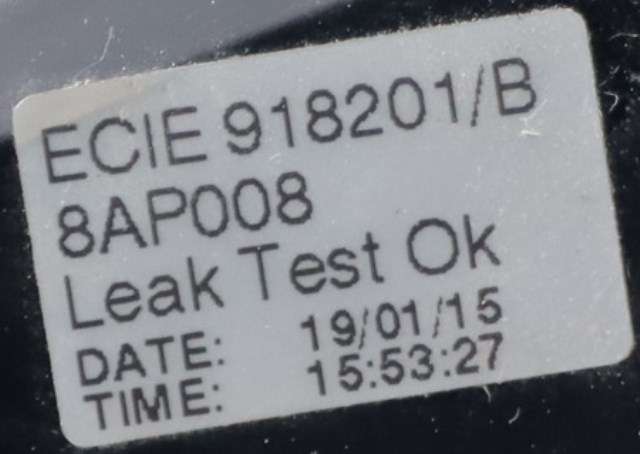 ECIE 918201/B
8AP008
Leak Test Ok
DATE: 19/01/15
TIME: 15:53:27